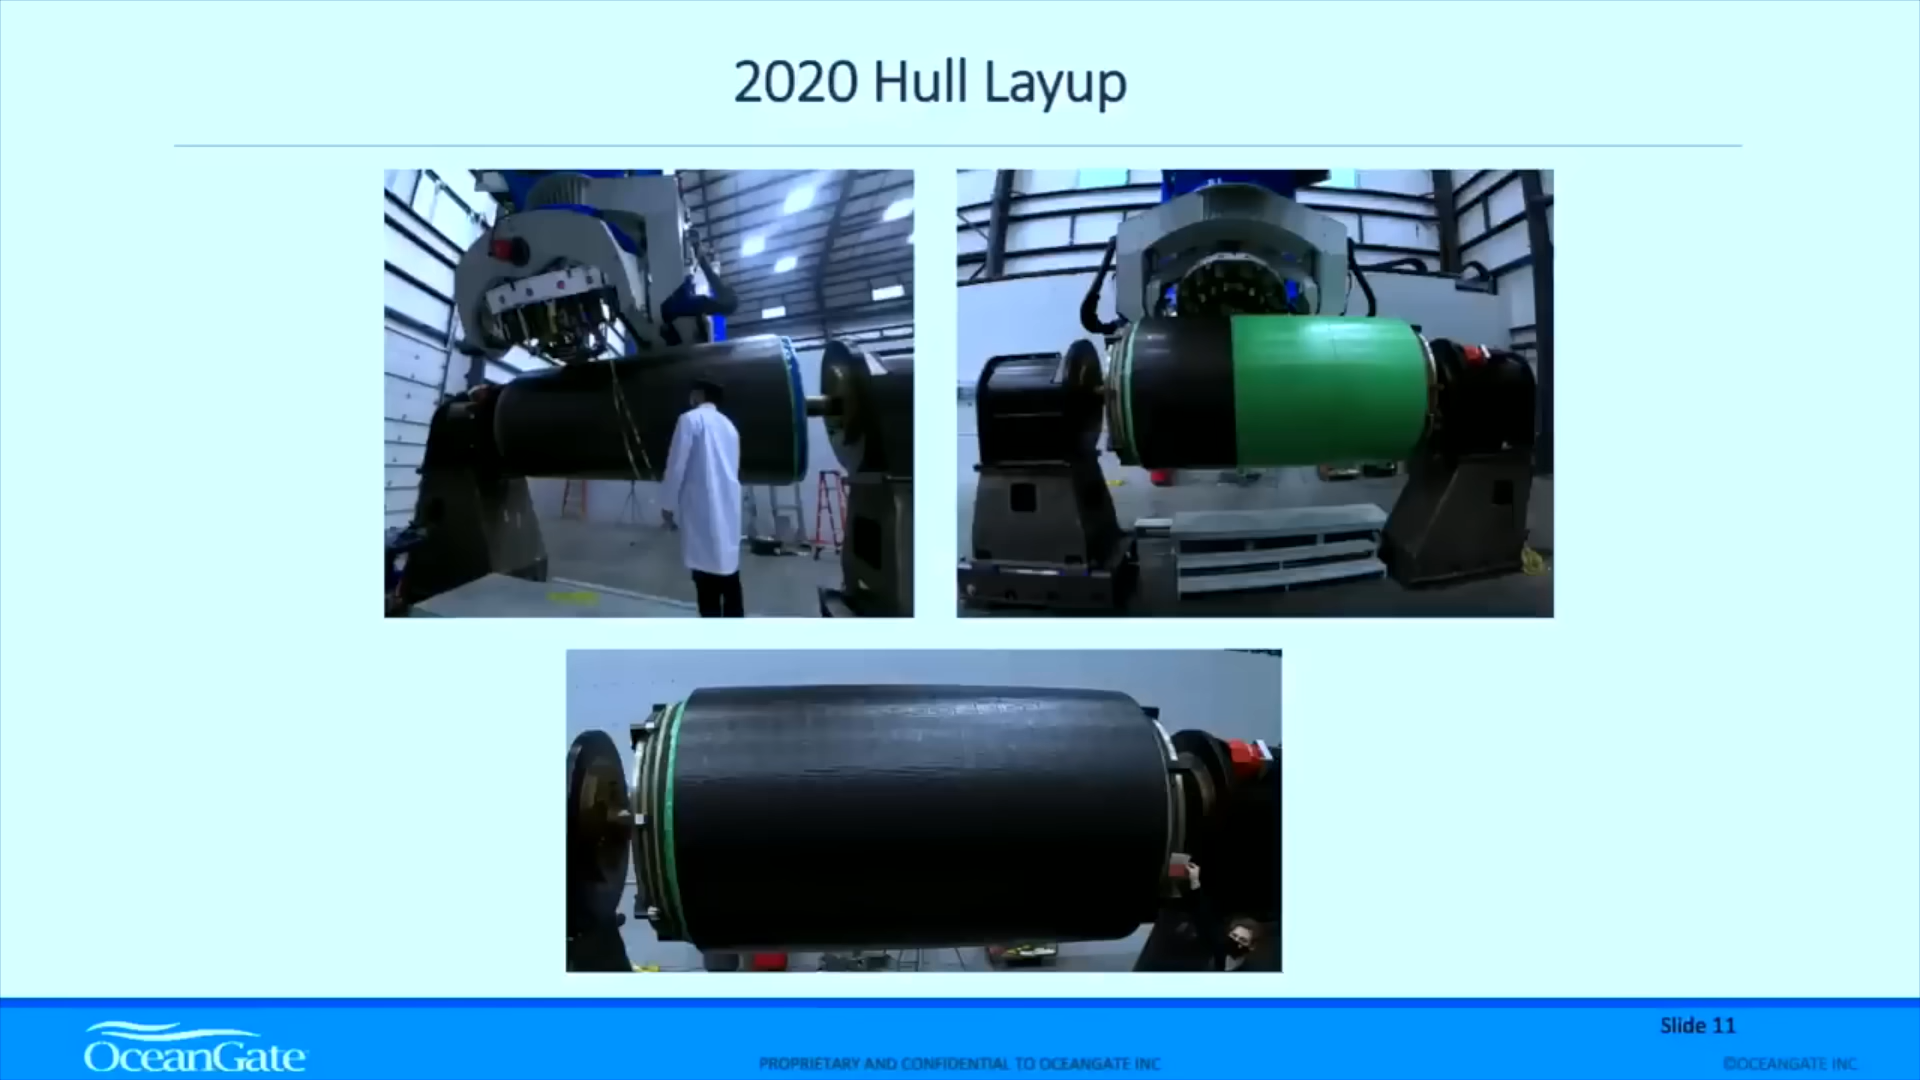 2020 Hull Layup
Slide 11
OceanGate
PROPRIETARY AND CONFIDENTIAL TO OCEANGATE INC
©OCEANGATE INC.